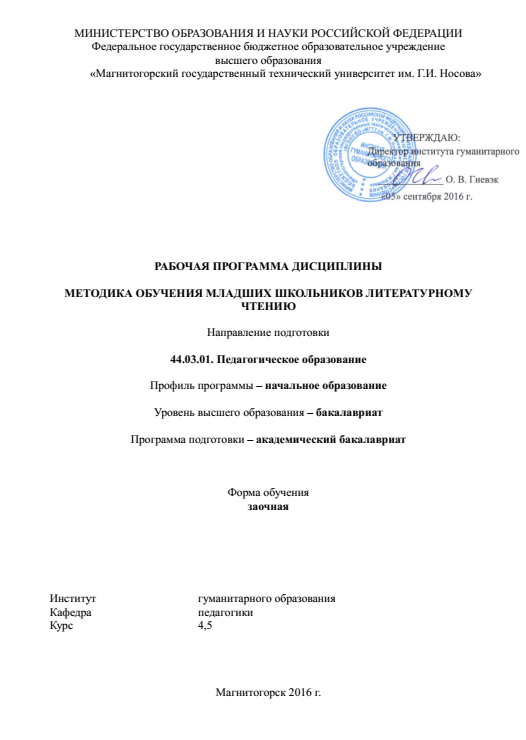 МИНИСТЕРСТВО ОБРАЗОВАНИЯ И НАУКИ РОССИЙСКОЙ ФЕДЕРАЦИИ
Федеральное государственное бюджетное образовательное учреждение
высшего образования
«Магнитогорский государственный технический университет им. Г.И. Носова»
УТВЕРЖДАЮ:
Директор института гуманитарного
образования
О. В. Гневэк
«05» сентября 2016 г.
ИНСТИТУТ
ГУМАНИТАРНОГО
ОБРАЗОВАНИЯ
РАБОЧАЯ ПРОГРАММА ДИСЦИПЛИНЫ
МЕТОДИКА ОБУЧЕНИЯ МЛАДШИХ ШКОЛЬНИКОВ ЛИТЕРАТУРНОМУ
ЧТЕНИЮ
Направление подготовки
44.03.01. Педагогическое образование
Профиль программы – начальное образование
Уровень высшего образования – бакалавриат
Программа подготовки – академический бакалавриат
Форма обучения
заочная
Институт гуманитарного образования
Кафедра педагогики
Курс 4,5
Магнитогорск 2016 г.